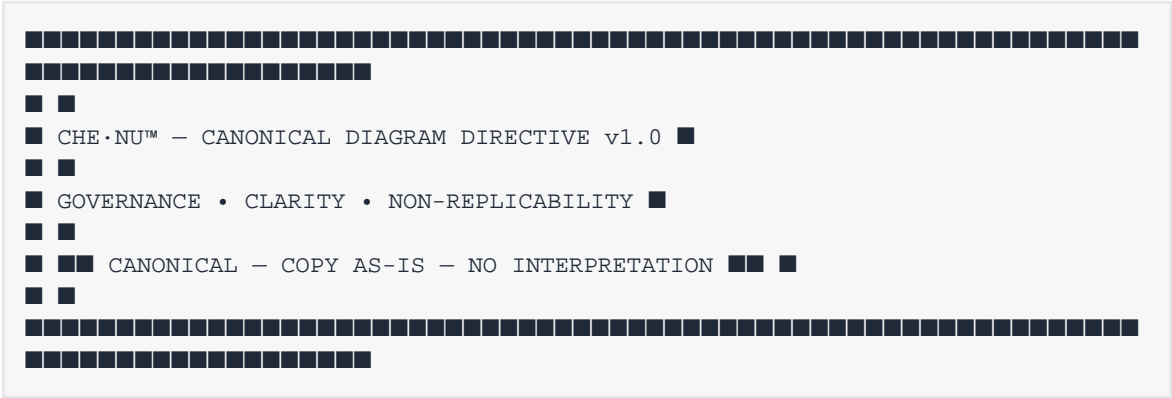 ■■■■■■■■■■■■■■■■■■■■■■■■■■■■■■■■■■■■■■■■■■■■■■■■■■■■■■■■■■■■■
■■■■■■■■■■■■■■■■■■■
■ ■
■ CHE·NU™ — CANONICAL DIAGRAM DIRECTIVE v1.0 ■
■ ■
■ GOVERNANCE • CLARITY • NON-REPLICABILITY ■
■ ■
■ ■■ CANONICAL — COPY AS-IS — NO INTERPRETATION ■■ ■
■ ■
■■■■■■■■■■■■■■■■■■■■■■■■■■■■■■■■■■■■■■■■■■■■■■■■■■■■■■■■■■■■■
■■■■■■■■■■■■■■■■■■■